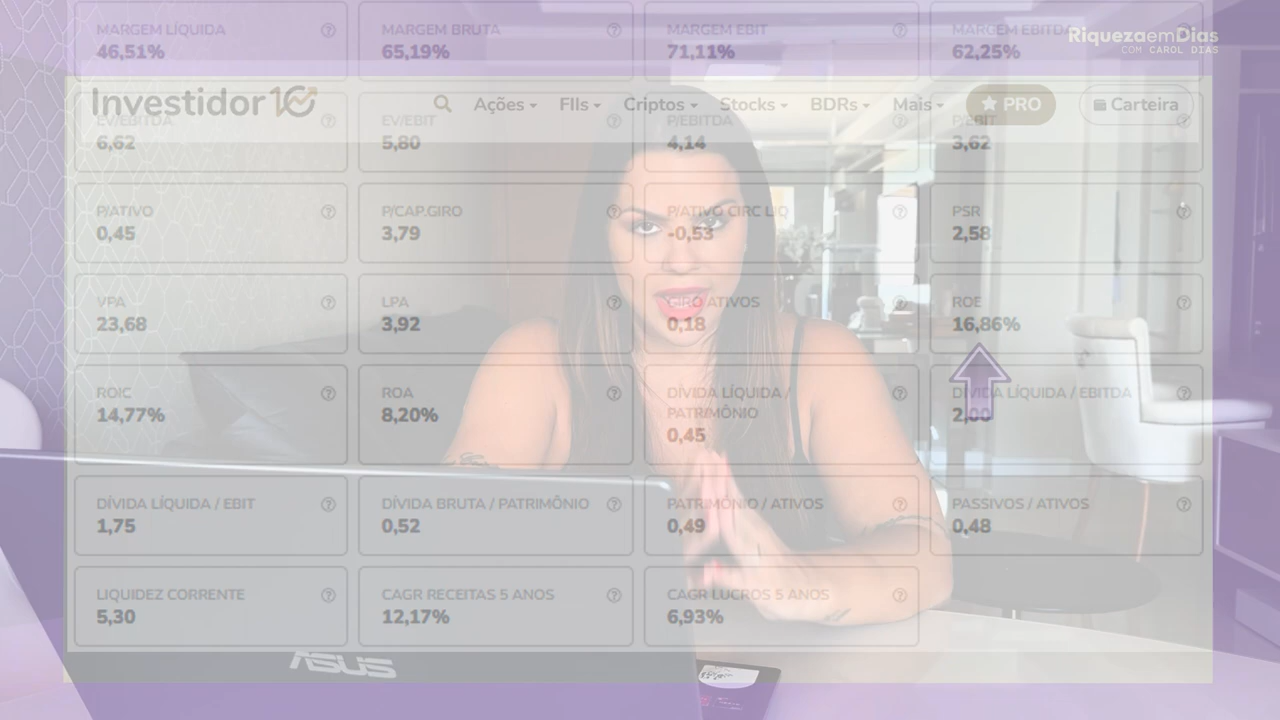 MARGEM LÍQUIDA
46,51%
MARGEM BRUTA
65,19%
MARGEM EBIT
71,11%
MARGEM EBITDA
62,25%
RiquezaemDias
COM CAROL DIAS
Investidor10
Ações
FIIs
Criptos
Stocks
BDRs
Mais
PRO
Carteira
EV/EBITDA
6,62
EV/EBIT
5,80
P/EBITDA
4,14
P/EBIT
3,62
P/ATIVO
0,45
P/CAP.GIRO
3,79
P/ATIVO CIRC LIQ
-0,53
PSR
2,58
VPA
23,68
LPA
3,92
GIRO ATIVOS
0,18
ROE
16,86%
ROIC
14,77%
ROA
8,20%
DÍVIDA LÍQUIDA /
PATRIMÔNIO
0,45
DÍVIDA LÍQUIDA / EBITDA
2,00
DÍVIDA LÍQUIDA / EBIT
1,75
DÍVIDA BRUTA / PATRIMÔNIO
0,52
PATRIMÔNIO / ATIVOS
0,49
PASSIVOS / ATIVOS
0,48
LIQUIDEZ CORRENTE
5,30
CAGR RECEITAS 5 ANOS
12,17%
CAGR LUCROS 5 ANOS
6,93%
ASUS